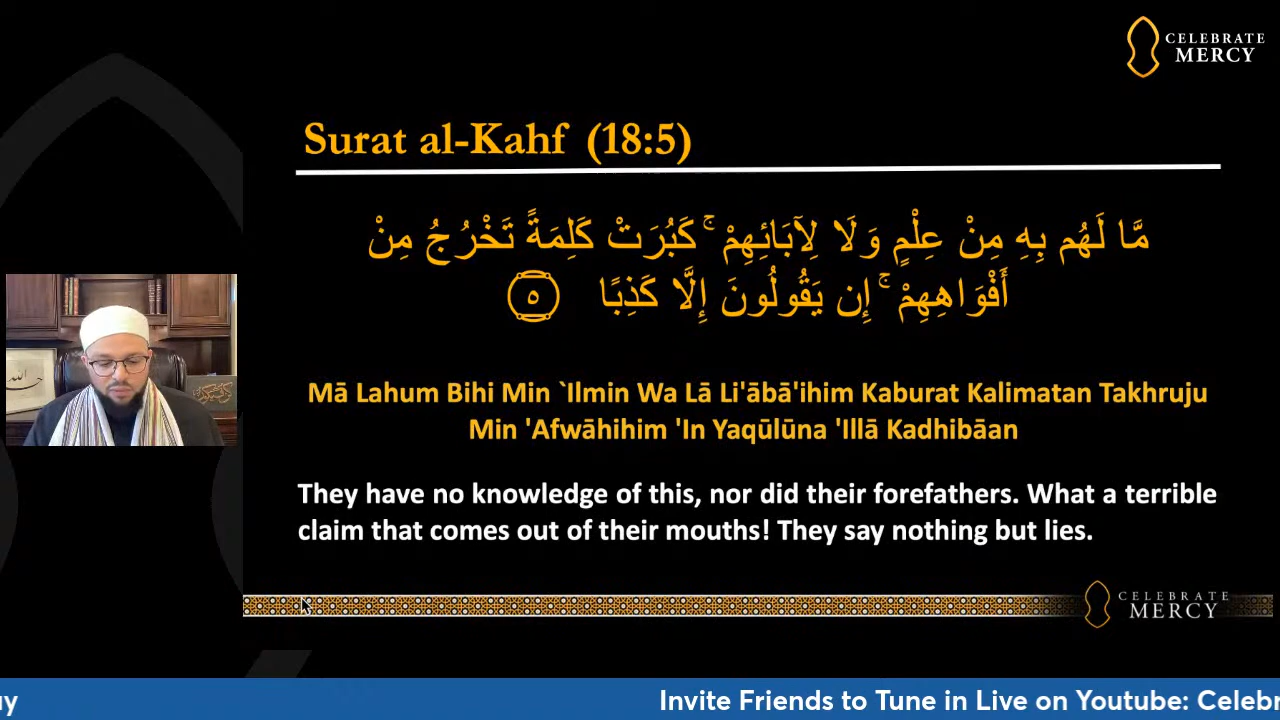 CELEBRATE
MERCY
Surat al-Kahf (18:5)
مَّا لَهُم بِهِ مِنْ عِلْمٍ وَلَا لِآبَائِهِمْ ۚ كَبُرَتْ كَلِمَةً تَخْرُجُ مِنْ
أَفْوَاهِهِمْ ۚ إِن يَقُولُونَ إِلَّا كَذِبًا ٥
Mā Lahum Bihi Min `Ilmin Wa Lā Li'ābā'ihim Kaburat Kalimatan Takhruju
Min 'Afwāhihim 'In Yaqūlūna 'Illā Kadhibāan
They have no knowledge of this, nor did their forefathers. What a terrible
claim that comes out of their mouths! They say nothing but lies.
CELEBRATE
MERCY
Invite Friends to Tune in Live on Youtube: Celebr